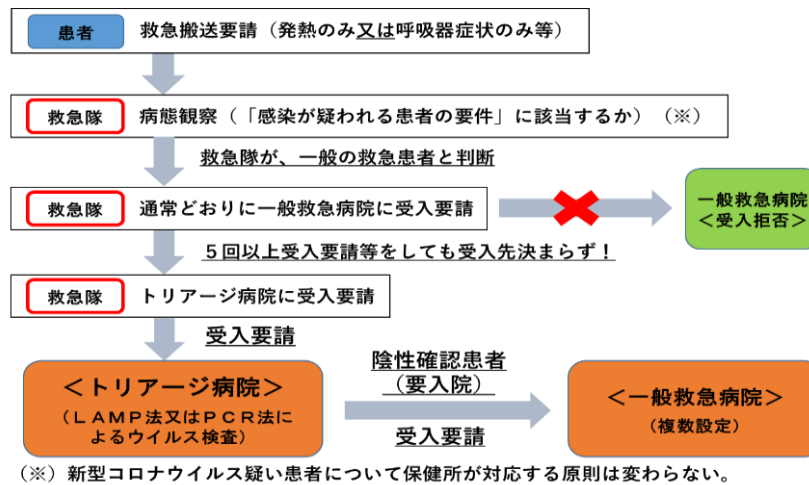 患者 救急搬送要請（発熱のみ又は呼吸器症状のみ等）
救急隊 病態観察（「感染が疑われる患者の要件」に該当するか）（※）
救急隊が、一般の救急患者と判断
救急隊 通常どおりに一般救急病院に受入要請
一般救急病院
＜受入拒否＞
５回以上受入要請等をしても受入先決まらず！
救急隊 トリアージ病院に受入要請
受入要請
＜トリアージ病院＞
（ＬＡＭＰ法又はＰＣＲ法に
よるウイルス検査）
陰性確認患者
（要入院）
受入要請
＜一般救急病院＞
（複数設定）
（※）新型コロナウイルス疑い患者について保健所が対応する原則は変わらない。